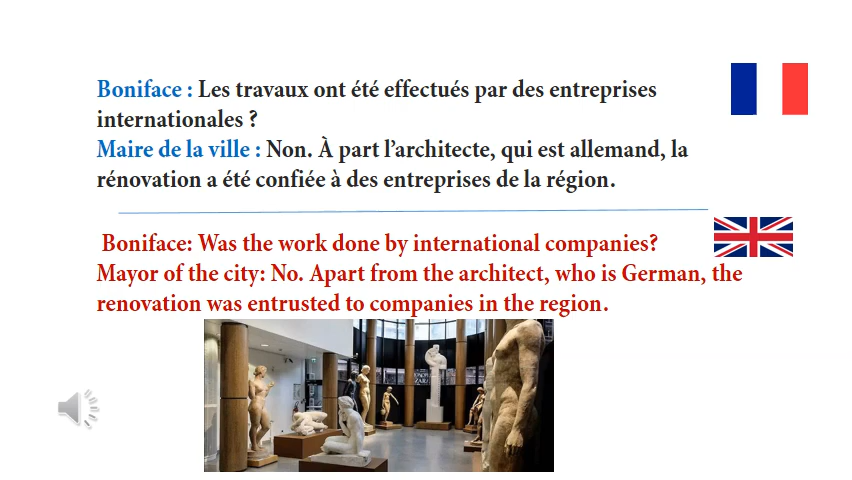 Boniface : Les travaux ont été effectués par des entreprises
internationales ?
Maire de la ville : Non. À part l’architecte, qui est allemand, la
rénovation a été confiée à des entreprises de la région.
Boniface: Was the work done by international companies?
Mayor of the city: No. Apart from the architect, who is German, the
renovation was entrusted to companies in the region.